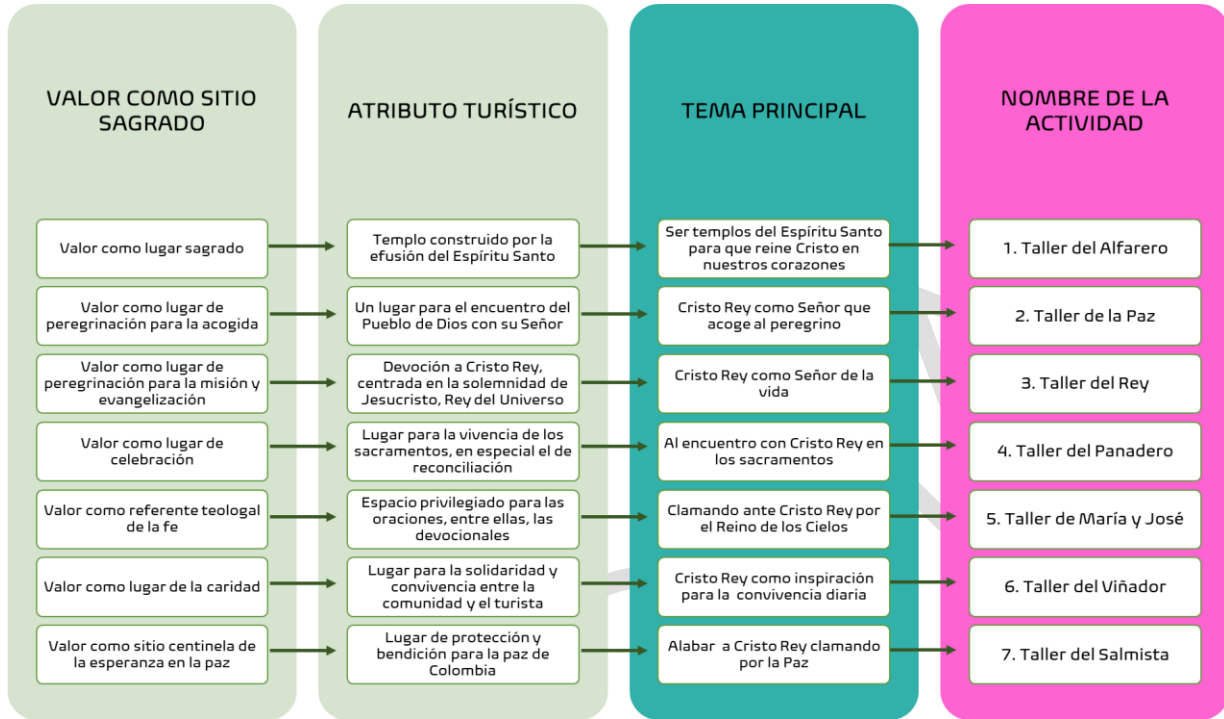 VALOR COMO SITIO
SAGRADO
ATRIBUTO TURÍSTICO
TEMA PRINCIPAL
NOMBRE DE LA
ACTIVIDAD
Valor como lugar sagrado
Templo construido por la
efusión del Espíritu Santo
Ser templos del Espíritu Santo
para que reine Cristo en
nuestros corazones
1. Taller del Alfarero
Valor como lugar de
peregrinación para la acogida
Un lugar para el encuentro del
Pueblo de Dios con su Señor
Cristo Rey como Señor que
acoge al peregrino
2. Taller de la Paz
Valor como lugar de
peregrinación para la misión y
evangelización
Devoción a Cristo Rey,
centrada en la solemnidad de
Jesucristo, Rey del Universo
Cristo Rey como Señor de la
vida
3. Taller del Rey
Valor como lugar de
celebración
Lugar para la vivencia de los
sacramentos, en especial el de
reconciliación
Al encuentro con Cristo Rey en
los sacramentos
4. Taller del Panadero
Valor como referente teologal
de la fe
Espacio privilegiado para las
oraciones, entre ellas, las
devocionales
Clamando ante Cristo Rey por
el Reino de los Cielos
5. Taller de María y José
Valor como lugar de la caridad
Lugar para la solidaridad y
convivencia entre la
comunidad y el turista
Cristo Rey como inspiración
para la convivencia diaria
6. Taller del Viñador
Valor como sitio centinela de
la esperanza en la paz
Lugar de protección y
bendición para la paz de
Colombia
Alabar a Cristo Rey clamando
por la Paz
7. Taller del Salmista